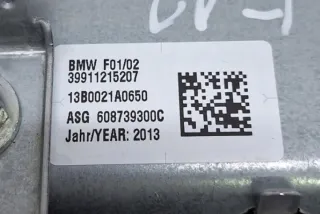 BMW F01/02
39911215207
13B0021A0650
ASG 608739300C
Jahr/YEAR: 2013